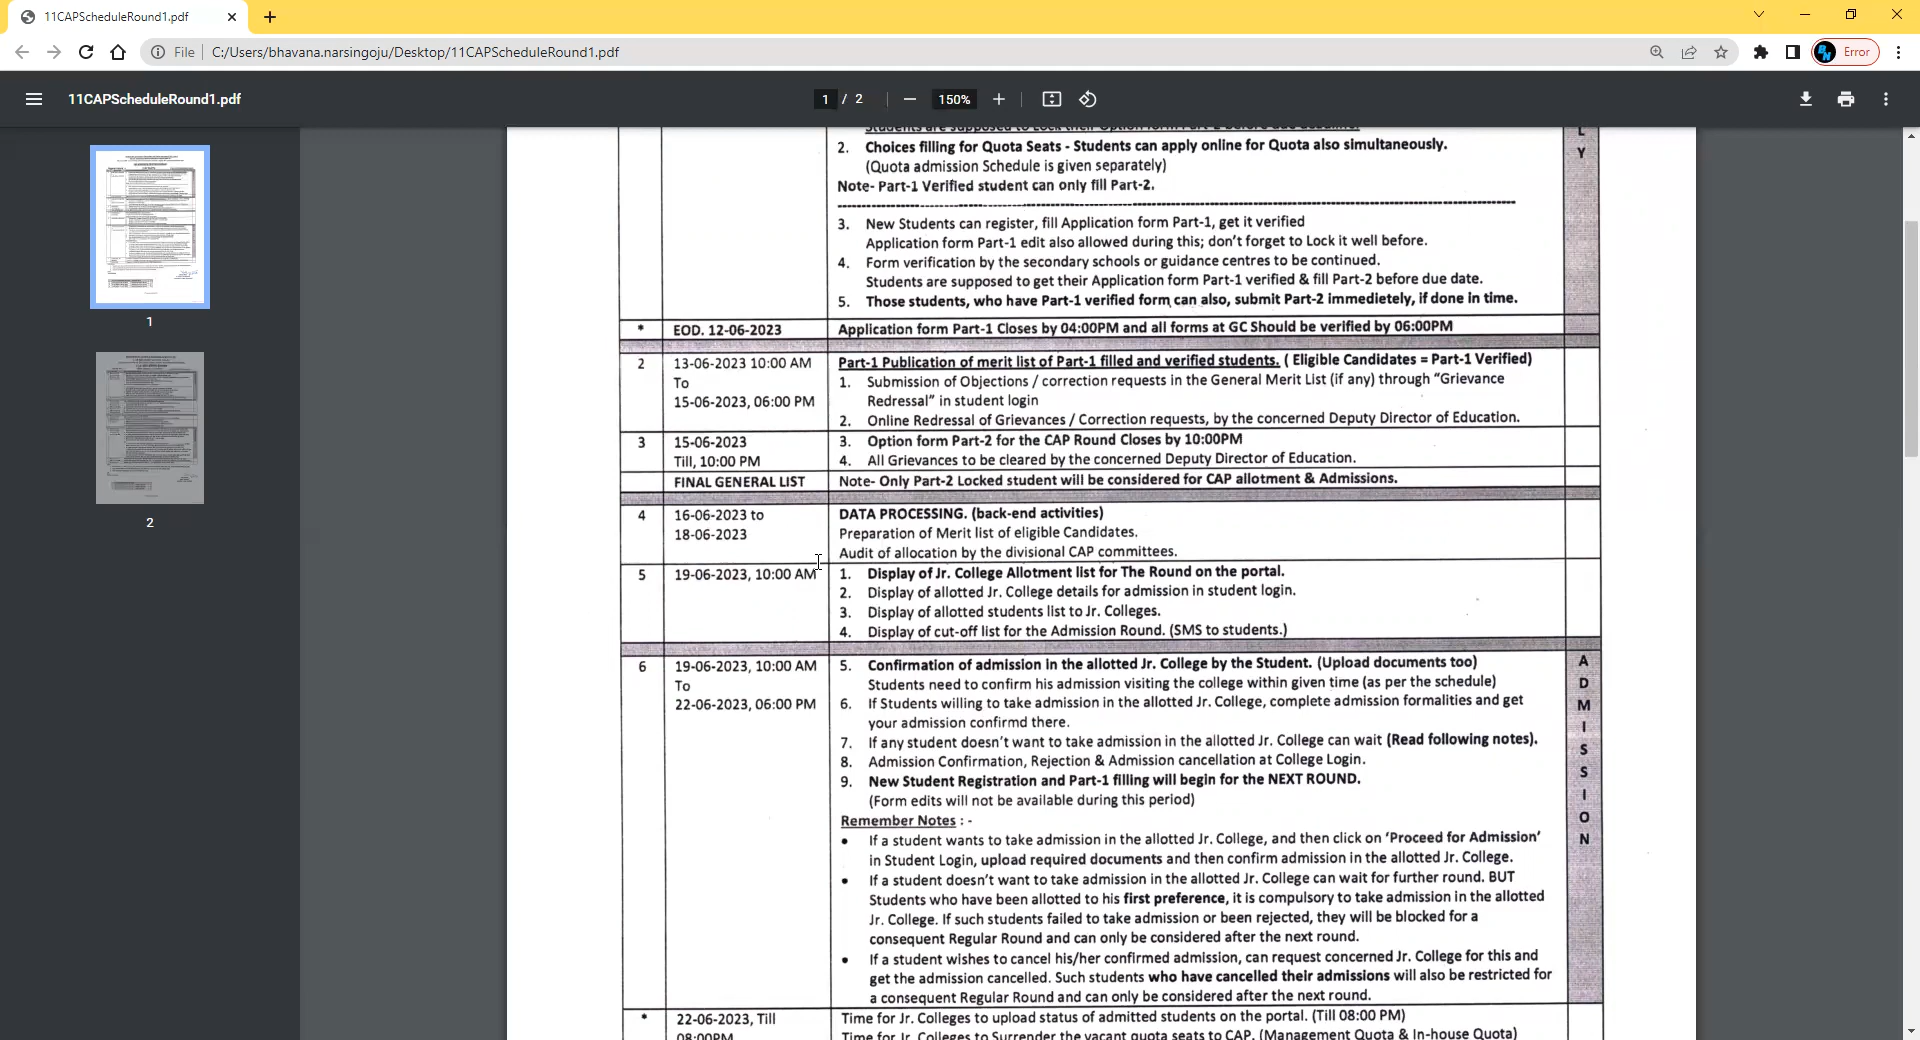 11CAPScheduleRound1.pdf
File
C:/Users/bhavana.narsingoju/Desktop/11CAPScheduleRound1.pdf
Error
11CAPScheduleRound1.pdf
1 / 2
150%
1
2
Students are supposed to Lock their Option form Part-2 before due deadline.
L
Y
2. Choices filling for Quota Seats - Students can apply online for Quota also simultaneously.
(Quota admission Schedule is given separately)
Note- Part-1 Verified student can only fill Part-2.
3. New Students can register, fill Application form Part-1, get it verified
Application form Part-1 edit also allowed during this; don't forget to Lock it well before.
4. Form verification by the secondary schools or guidance centres to be continued.
Students are supposed to get their Application form Part-1 verified & fill Part-2 before due date.
5. Those students, who have Part-1 verified form can also, submit Part-2 immedietely, if done in time.
* EOD. 12-06-2023 Application form Part-1 Closes by 04:00PM and all forms at GC Should be verified by 06:00PM
2 13-06-2023 10:00 AM Part-1 Publication of merit list of Part-1 filled and verified students. ( Eligible Candidates = Part-1 Verified)
To 1. Submission of Objections / correction requests in the General Merit List (if any) through "Grievance
15-06-2023, 06:00 PM Redressal" in student login
2. Online Redressal of Grievances / Correction requests, by the concerned Deputy Director of Education.
3 15-06-2023 3. Option form Part-2 for the CAP Round Closes by 10:00PM
Till, 10:00 PM 4. All Grievances to be cleared by the concerned Deputy Director of Education.
FINAL GENERAL LIST Note- Only Part-2 Locked student will be considered for CAP allotment & Admissions.
4 16-06-2023 to DATA PROCESSING. (back-end activities)
18-06-2023 Preparation of Merit list of eligible Candidates.
Audit of allocation by the divisional CAP committees.
5 19-06-2023, 10:00 AM 1. Display of Jr. College Allotment list for The Round on the portal.
2. Display of allotted Jr. College details for admission in student login.
3. Display of allotted students list to Jr. Colleges.
4. Display of cut-off list for the Admission Round. (SMS to students.)
6 19-06-2023, 10:00 AM 5. Confirmation of admission in the allotted Jr. College by the Student. (Upload documents too)
To Students need to confirm his admission visiting the college within given time (as per the schedule)
22-06-2023, 06:00 PM 6. If Students willing to take admission in the allotted Jr. College, complete admission formalities and get
your admission confirmd there.
7. If any student doesn't want to take admission in the allotted Jr. College can wait (Read following notes).
8. Admission Confirmation, Rejection & Admission cancellation at College Login.
9. New Student Registration and Part-1 filling will begin for the NEXT ROUND.
(Form edits will not be available during this period)
Remember Notes : -
• If a student wants to take admission in the allotted Jr. College, and then click on 'Proceed for Admission'
in Student Login, upload required documents and then confirm admission in the allotted Jr. College.
• If a student doesn't want to take admission in the allotted Jr. College can wait for further round. BUT
Students who have been allotted to his first preference, it is compulsory to take admission in the allotted
Jr. College. If such students failed to take admission or been rejected, they will be blocked for a
consequent Regular Round and can only be considered after the next round.
• If a student wishes to cancel his/her confirmed admission, can request concerned Jr. College for this and
get the admission cancelled. Such students who have cancelled their admissions will also be restricted for
a consequent Regular Round and can only be considered after the next round.
A
D
M
I
S
S
I
O
N
* 22-06-2023, Till Time for Jr. Colleges to upload status of admitted students on the portal. (Till 08:00 PM)
08:00PM Time for Jr. Colleges to Surrender the vacant quota seats to CAP. (Management Quota & In-house Quota)